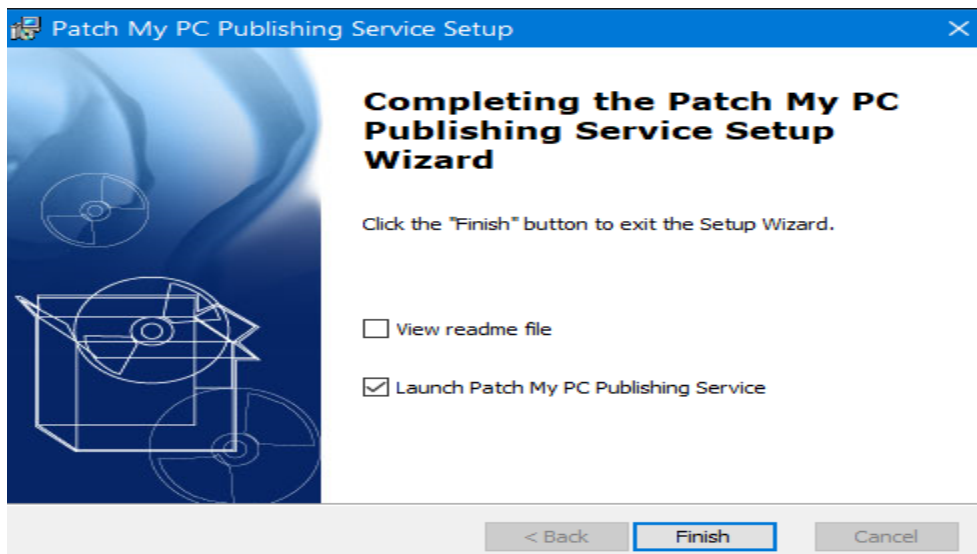 Patch My PC Publishing Service Setup
Completing the Patch My PC
Publishing Service Setup
Wizard
Click the "Finish" button to exit the Setup Wizard.
View readme file
Launch Patch My PC Publishing Service
< Back Finish Cancel